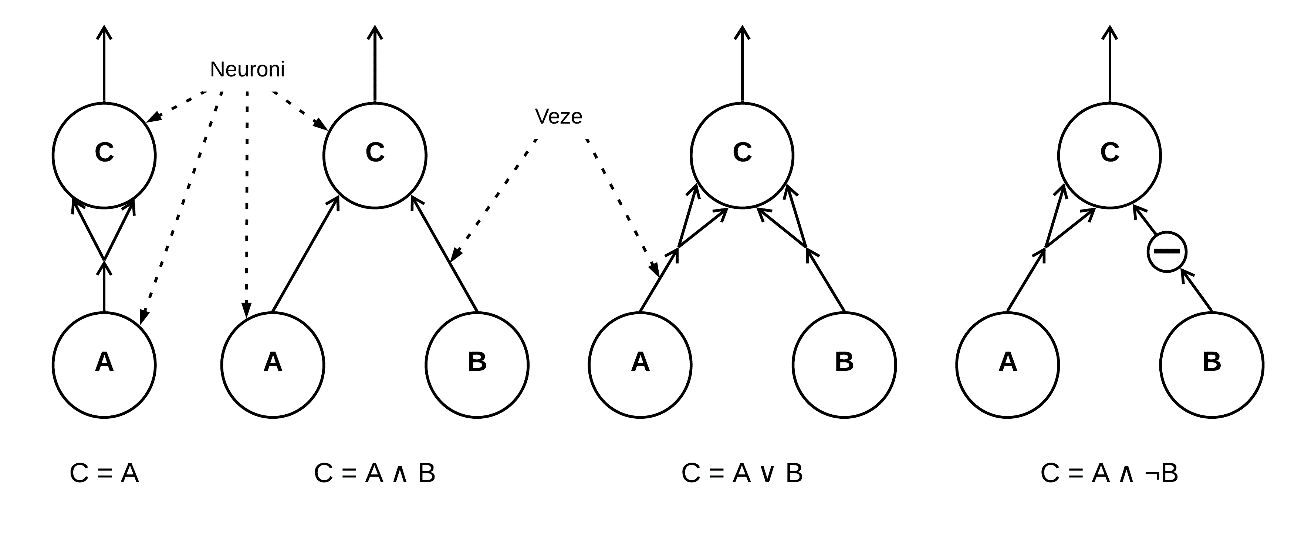 Neuroni
Veze
C
C
C
C
A
A
B
A
B
A
B
C = A
C = A ∧ B
C = A ∨ B
C = A ∧ ¬B